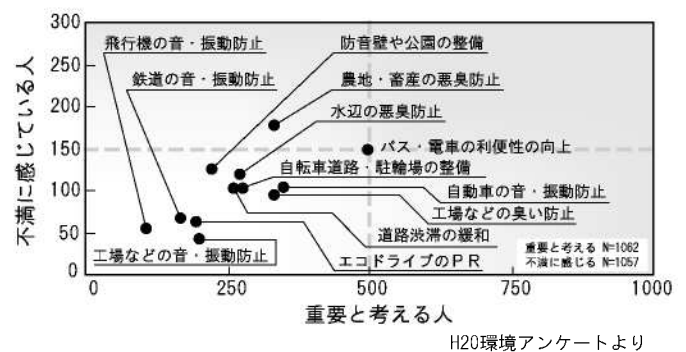 300
250
200
150
100
50
0
不満に感じている人
飛行機の音・振動防止
防音壁や公園の整備
鉄道の音・振動防止
農地・畜産の悪臭防止
水辺の悪臭防止
バス・電車の利便性の向上
自転車道路・駐輪場の整備
自動車の音・振動防止
工場などの臭い防止
道路渋滞の緩和
工場などの音・振動防止
エコドライブのPR
重要と考える N=1062
不満に感じる N=1057
0 250 500 750 1000
重要と考える人
H20環境アンケートより